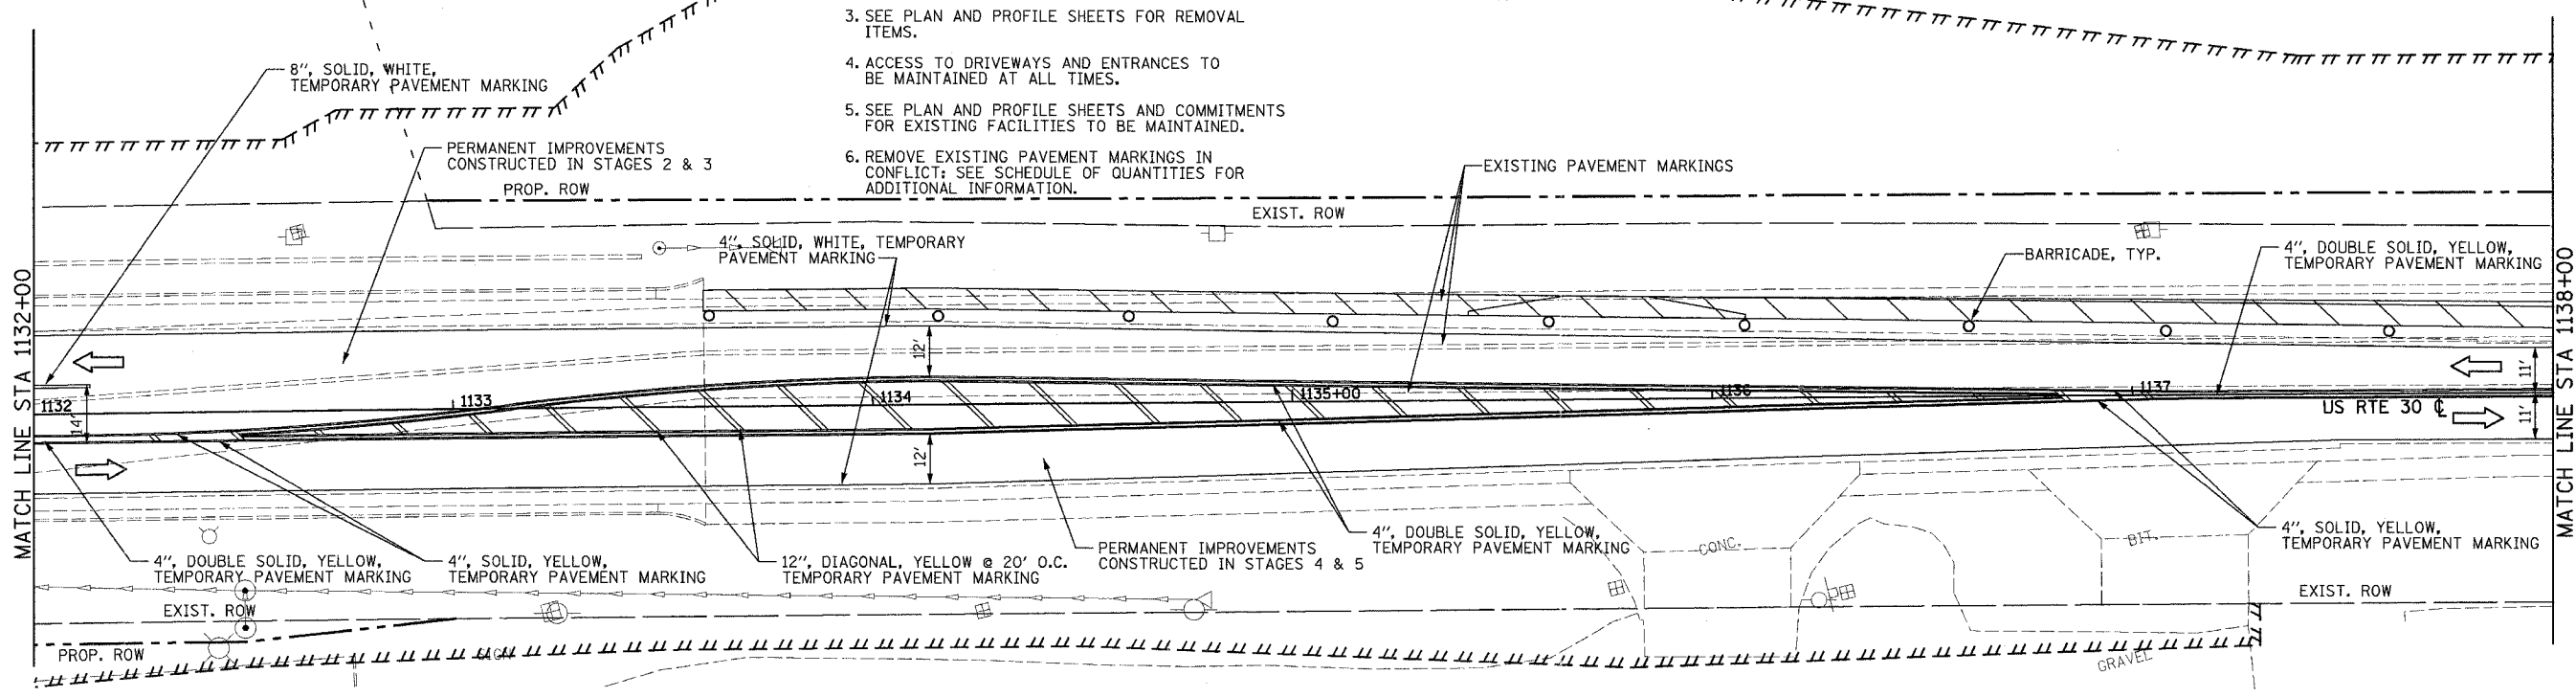 3. SEE PLAN AND PROFILE SHEETS FOR REMOVAL
ITEMS.
4. ACCESS TO DRIVEWAYS AND ENTRANCES TO
BE MAINTAINED AT ALL TIMES.
5. SEE PLAN AND PROFILE SHEETS AND COMMITMENTS
FOR EXISTING FACILITIES TO BE MAINTAINED.
6. REMOVE EXISTING PAVEMENT MARKINGS IN
CONFLICT; SEE SCHEDULE OF QUANTITIES FOR
ADDITIONAL INFORMATION.
8", SOLID, WHITE,
TEMPORARY PAVEMENT MARKING
PERMANENT IMPROVEMENTS
CONSTRUCTED IN STAGES 2 & 3
PROP. ROW
EXISTING PAVEMENT MARKINGS
EXIST. ROW
4", SOLID, WHITE, TEMPORARY
PAVEMENT MARKING
BARRICADE, TYP.
4", DOUBLE SOLID, YELLOW,
TEMPORARY PAVEMENT MARKING
MATCH LINE STA 1132+00
MATCH LINE STA 1138+00
12'
11'
1132
14'
1133
1134
1135+00
1136
1137
US RTE 30 ℄
11'
12'
4", DOUBLE SOLID, YELLOW,
TEMPORARY PAVEMENT MARKING
4", SOLID, YELLOW,
TEMPORARY PAVEMENT MARKING
12", DIAGONAL, YELLOW @ 20' O.C.
TEMPORARY PAVEMENT MARKING
PERMANENT IMPROVEMENTS
CONSTRUCTED IN STAGES 4 & 5
4", DOUBLE SOLID, YELLOW,
TEMPORARY PAVEMENT MARKING
CONC.
BIT.
4", SOLID, YELLOW,
TEMPORARY PAVEMENT MARKING
EXIST. ROW
EXIST. ROW
PROP. ROW
SIGN
GRAVEL